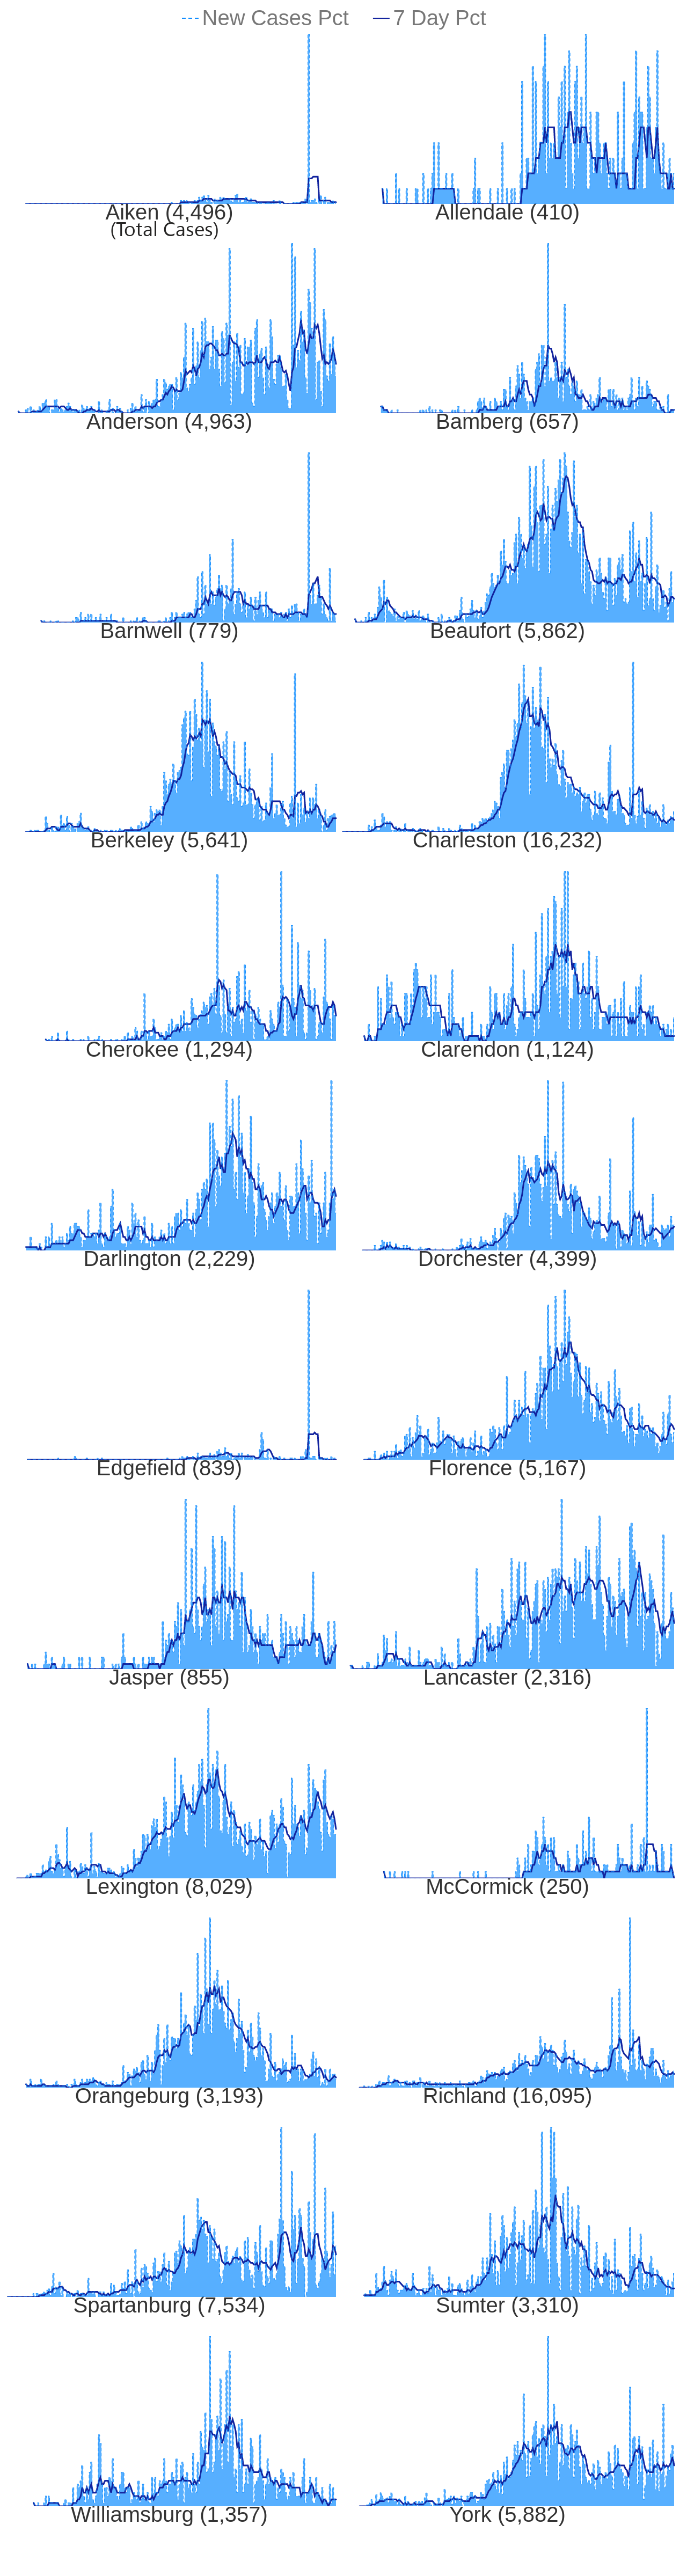 New Cases Pct 7 Day Pct
Aiken (4,496) Allendale (410)
(Total Cases)
Anderson (4,963) Bamberg (657)
Barnwell (779) Beaufort (5,862)
Berkeley (5,641) Charleston (16,232)
Cherokee (1,294) Clarendon (1,124)
Darlington (2,229) Dorchester (4,399)
Edgefield (839) Florence (5,167)
Jasper (855) Lancaster (2,316)
Lexington (8,029) McCormick (250)
Orangeburg (3,193) Richland (16,095)
Spartanburg (7,534) Sumter (3,310)
Williamsburg (1,357) York (5,882)